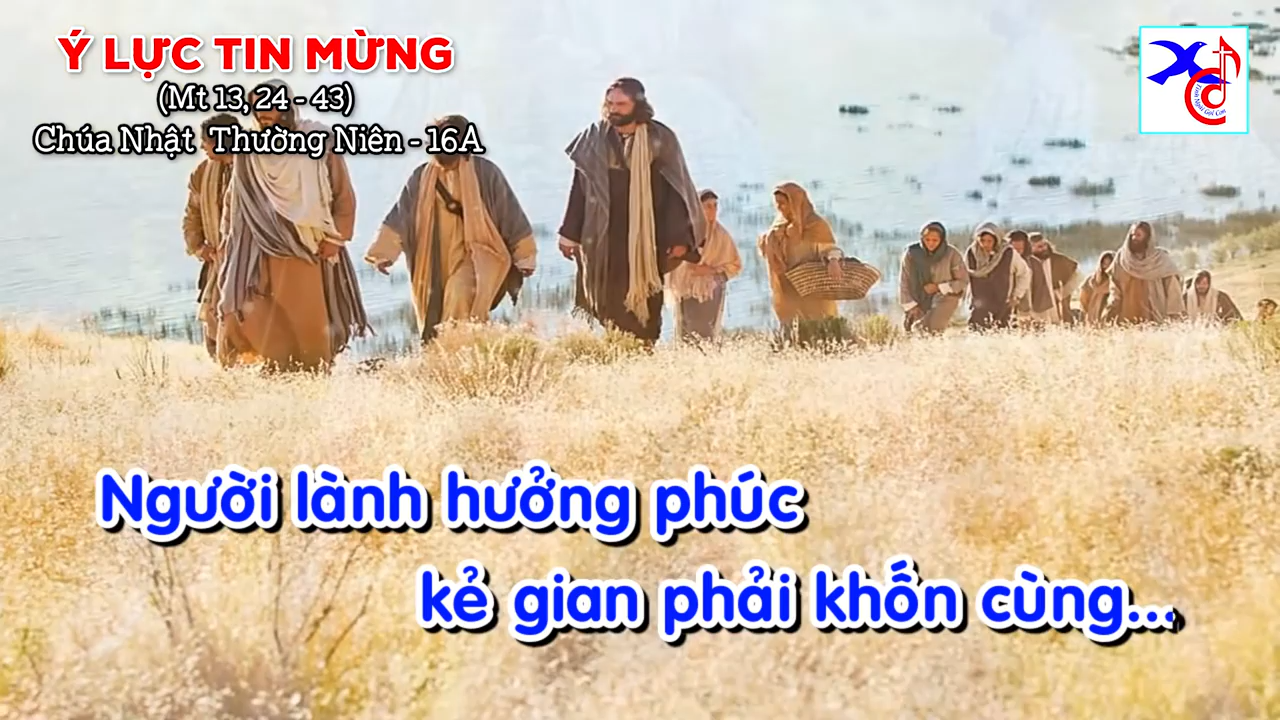 Ý LỰC TIN MỪNG
(Mt 13, 24 - 43)
Chúa Nhật Thường Niên - 16A
Người lành hưởng phúc
kẻ gian phải khốn cùng...